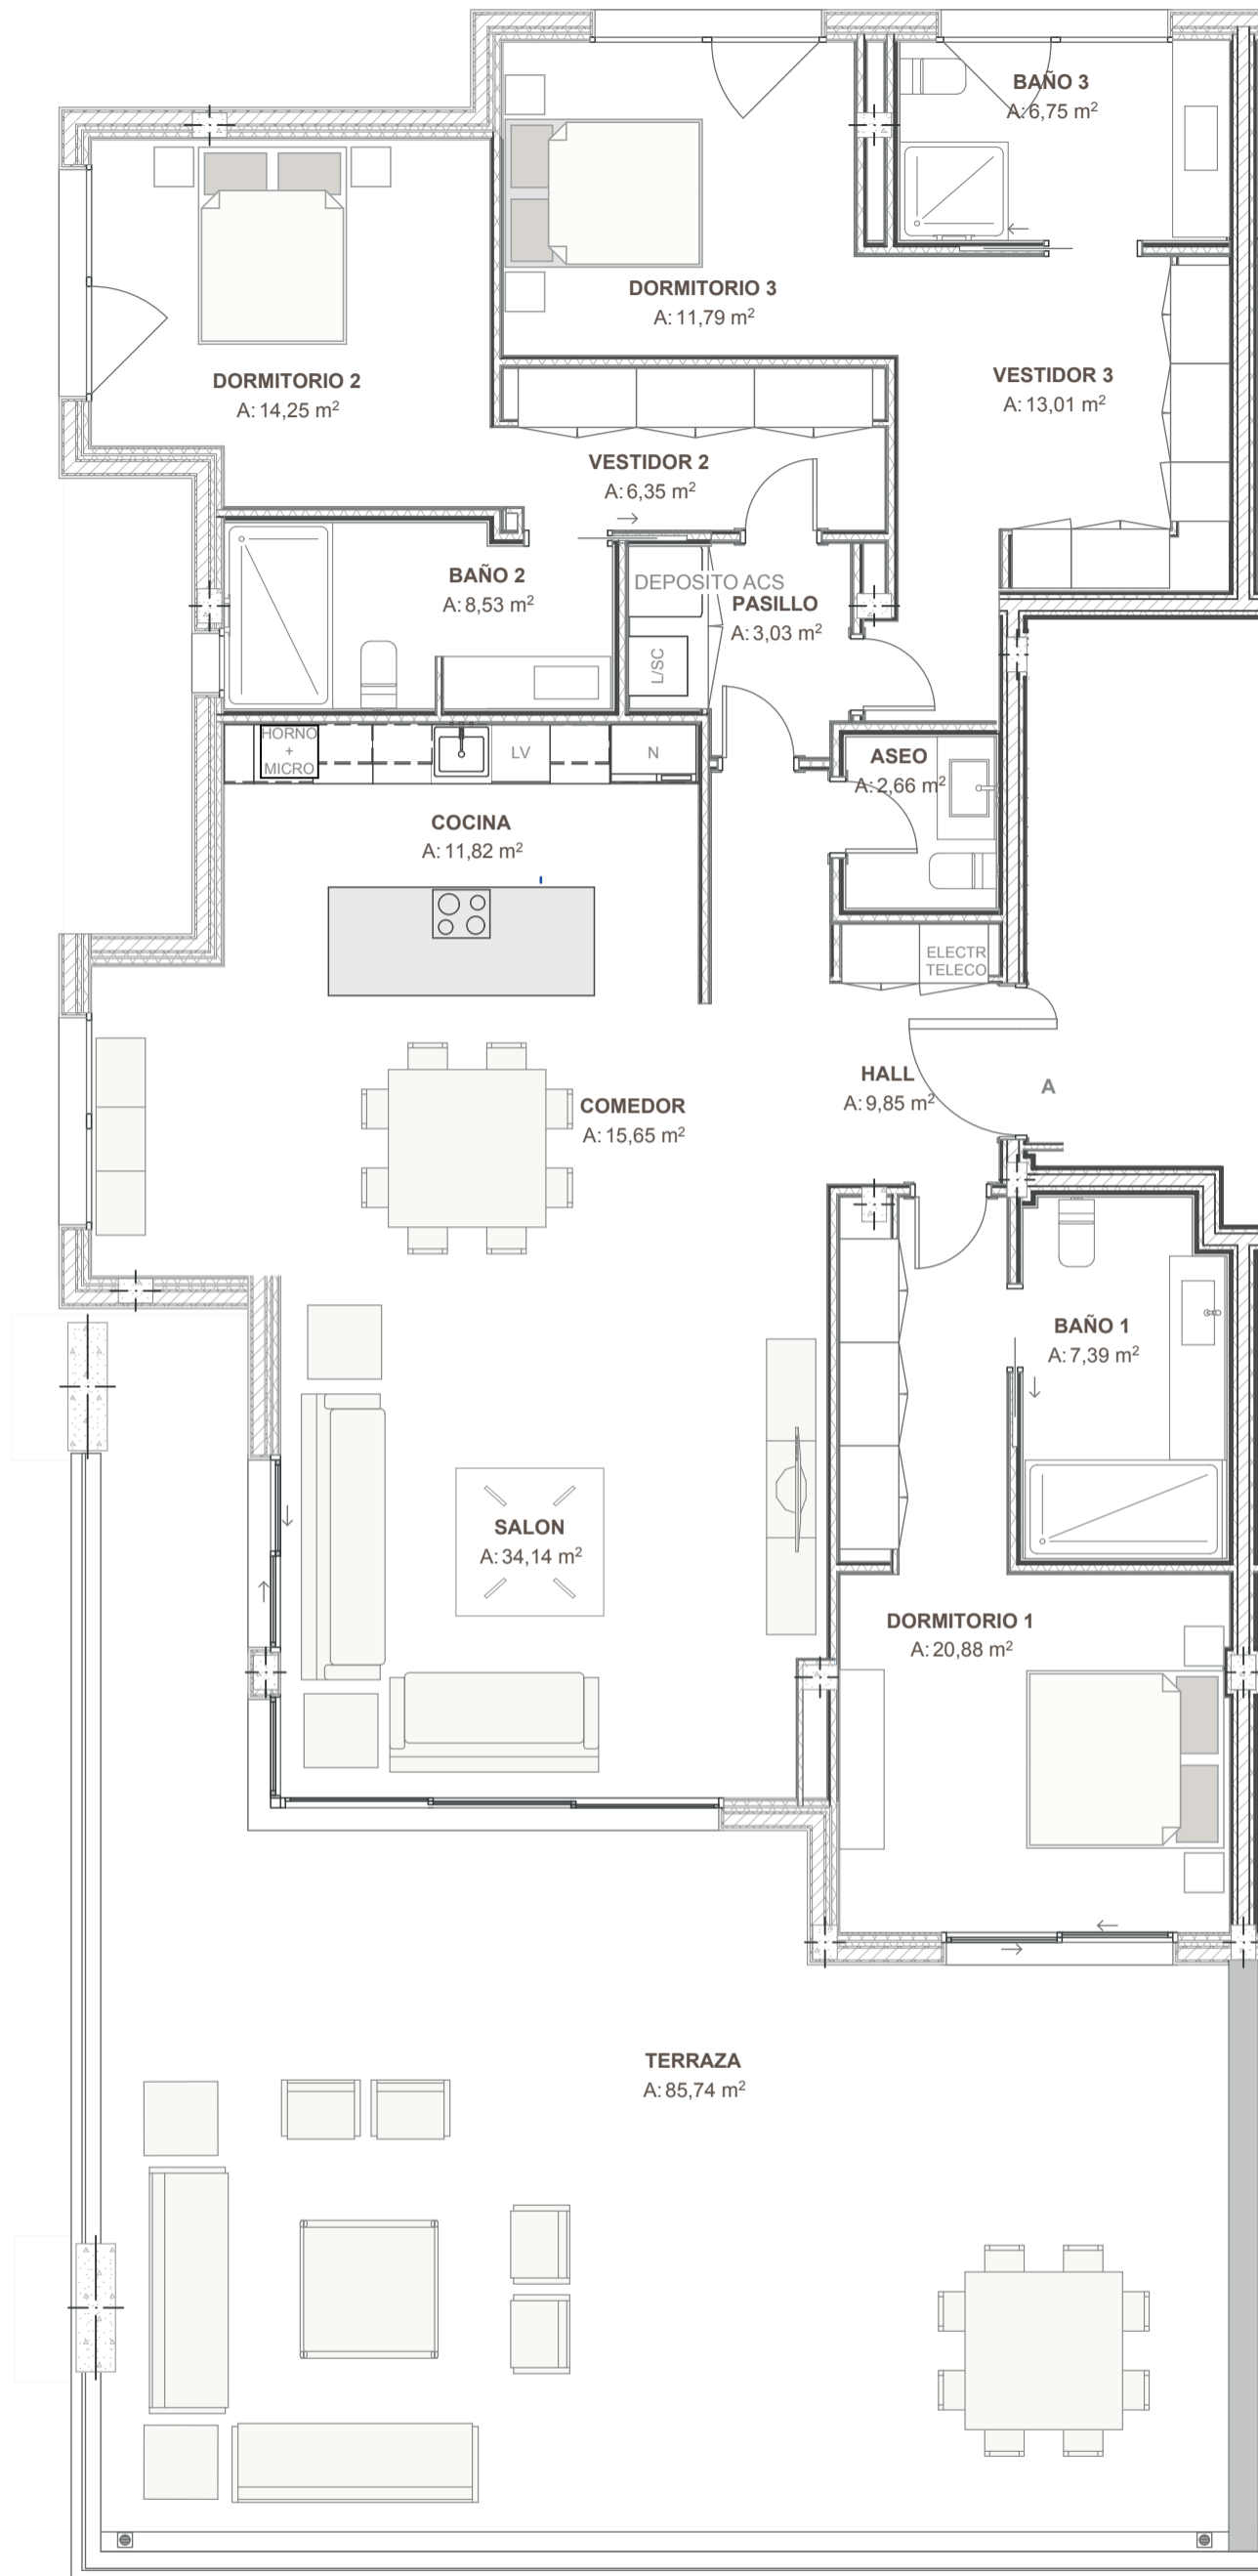 BAÑO 3
A: 6,75 m²
DORMITORIO 3
A: 11,79 m²
DORMITORIO 2
A: 14,25 m²
VESTIDOR 3
A: 13,01 m²
VESTIDOR 2
A: 6,35 m²
BAÑO 2
A: 8,53 m²
DEPOSITO ACS
PASILLO
A: 3,03 m²
L/SC
HORNO
+
MICRO
LV
N
ASEO
A: 2,66 m²
COCINA
A: 11,82 m²
ELECTR
TELECO
HALL
A: 9,85 m²
A
COMEDOR
A: 15,65 m²
BAÑO 1
A: 7,39 m²
SALON
A: 34,14 m²
DORMITORIO 1
A: 20,88 m²
TERRAZA
A: 85,74 m²